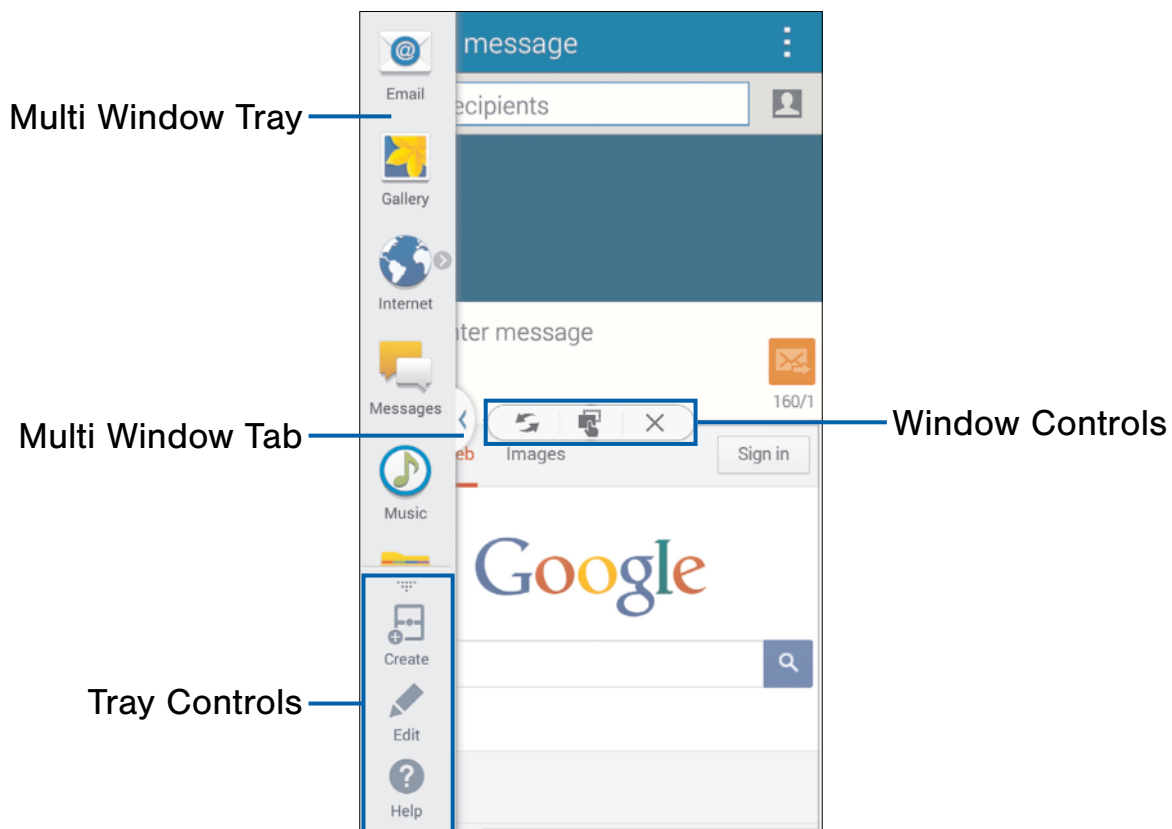 message
Email
ecipients
Multi Window Tray
Gallery
Internet
nter message
Messages
160/1
Multi Window Tab
Window Controls
eb Images Sign in
Music
Google
Create
Tray Controls
Edit
Help